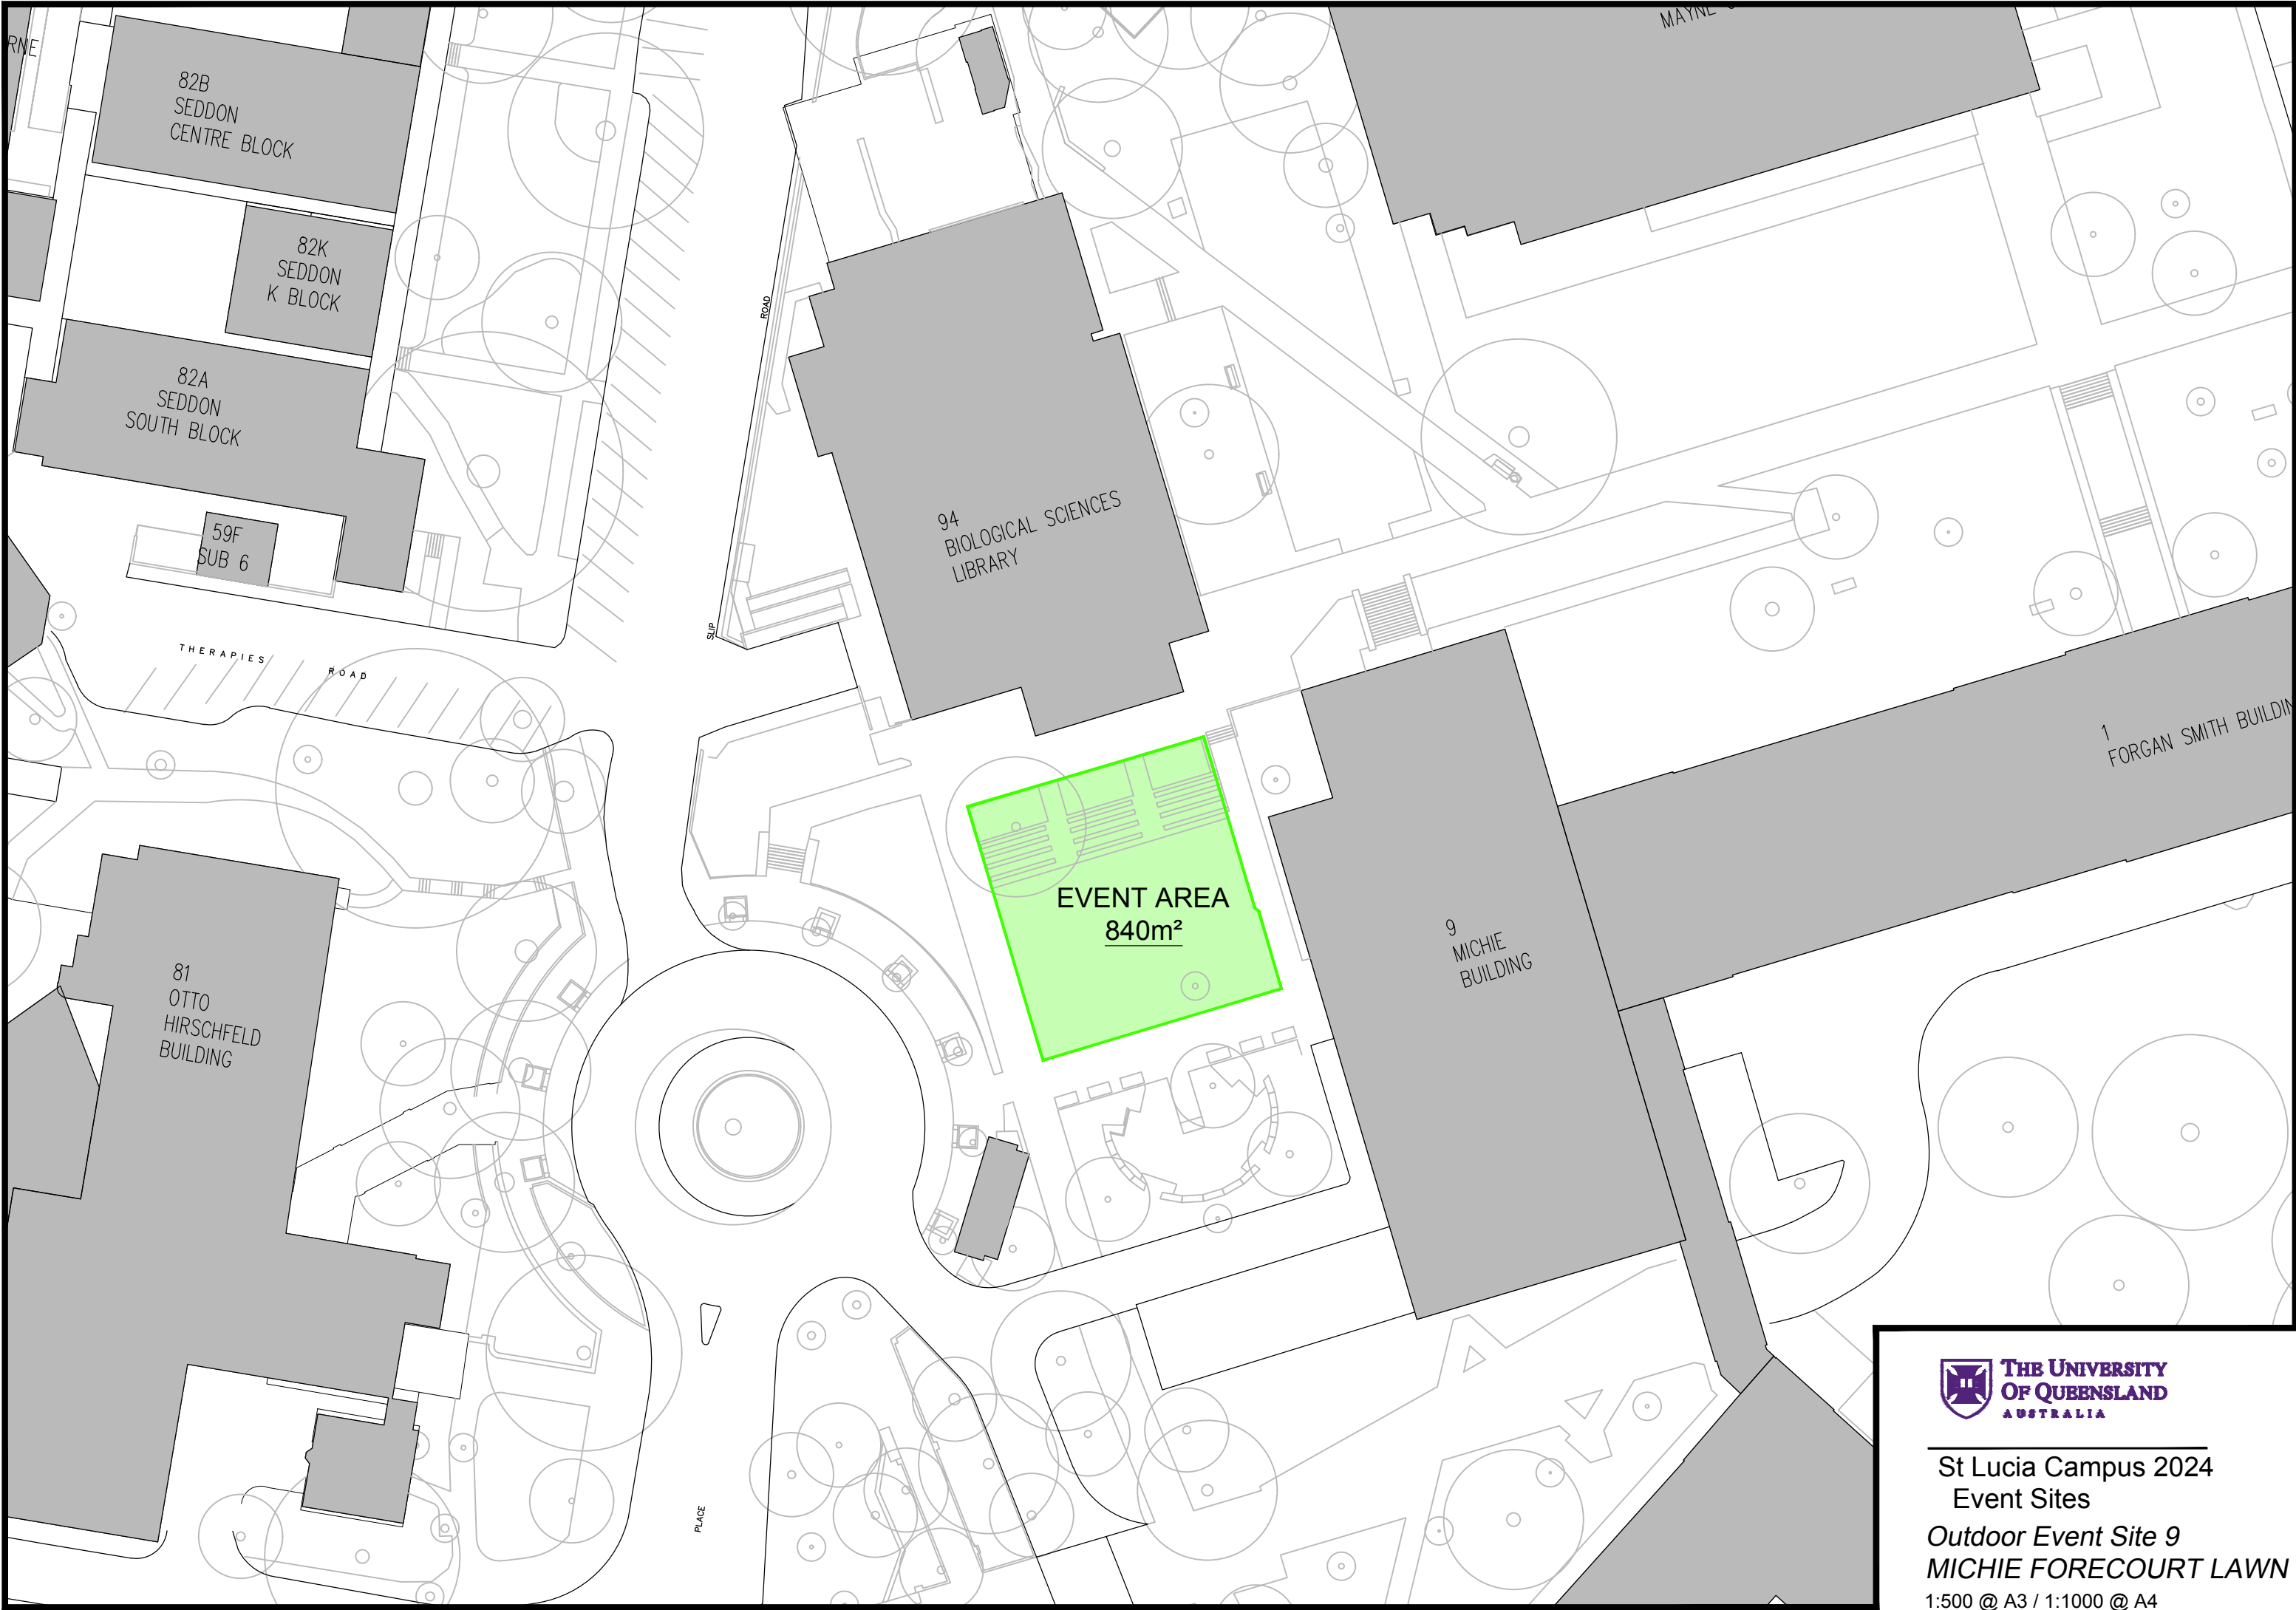 RNE
82B
SEDDON
CENTRE BLOCK
82K
SEDDON
K BLOCK
82A
SEDDON
SOUTH BLOCK
59F
SUB 6
THERAPIES ROAD
SLIP ROAD
94
BIOLOGICAL SCIENCES
LIBRARY
1
FORGAN SMITH BUILDIN
EVENT AREA
840m²
9
MICHIE
BUILDING
81
OTTO
HIRSCHFELD
BUILDING
PLACE
THE UNIVERSITY
OF QUEENSLAND
AUSTRALIA
St Lucia Campus 2024
Event Sites
Outdoor Event Site 9
MICHIE FORECOURT LAWN
1:500 @ A3 / 1:1000 @ A4